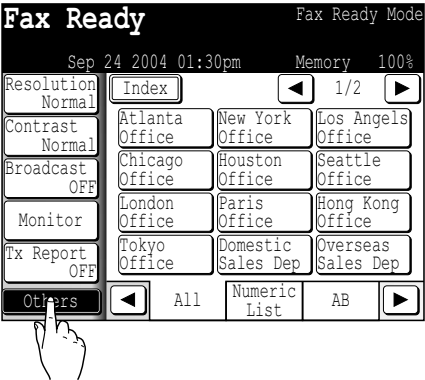 Fax Ready
Fax Ready Mode
Sep 24 2004 01:30pm Memory 100%
Resolution
Normal
Contrast
Normal
Broadcast
OFF
Monitor
Tx Report
OFF
Others
Index
1/2
Atlanta
Office
New York
Office
Los Angels
Office
Chicago
Office
Houston
Office
Seattle
Office
London
Office
Paris
Office
Hong Kong
Office
Tokyo
Office
Domestic
Sales Dep
Overseas
Sales Dep
All
Numeric
List
AB